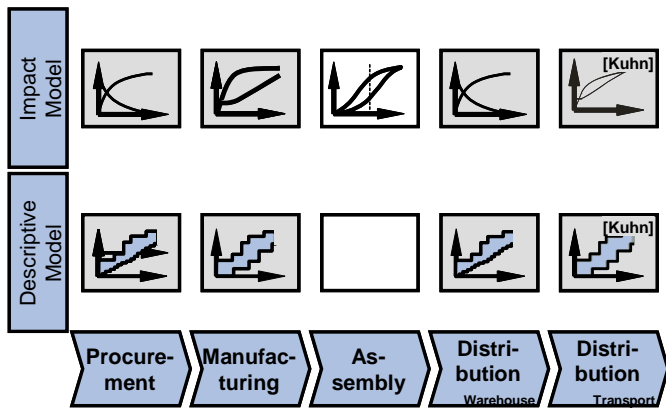 Impact
Model
[Kuhn]
Descriptive
Model
[Kuhn]
Procure-
ment
Manufac-
turing
As-
sembly
Distri-
bution
Warehouse
Distri-
bution
Transport